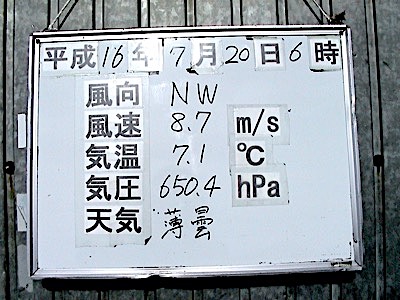 平成16年7月20日6時
風向 NW
風速 8.7 m/s
気温 7.1 ℃
気圧 650.4 hPa
天気 薄曇